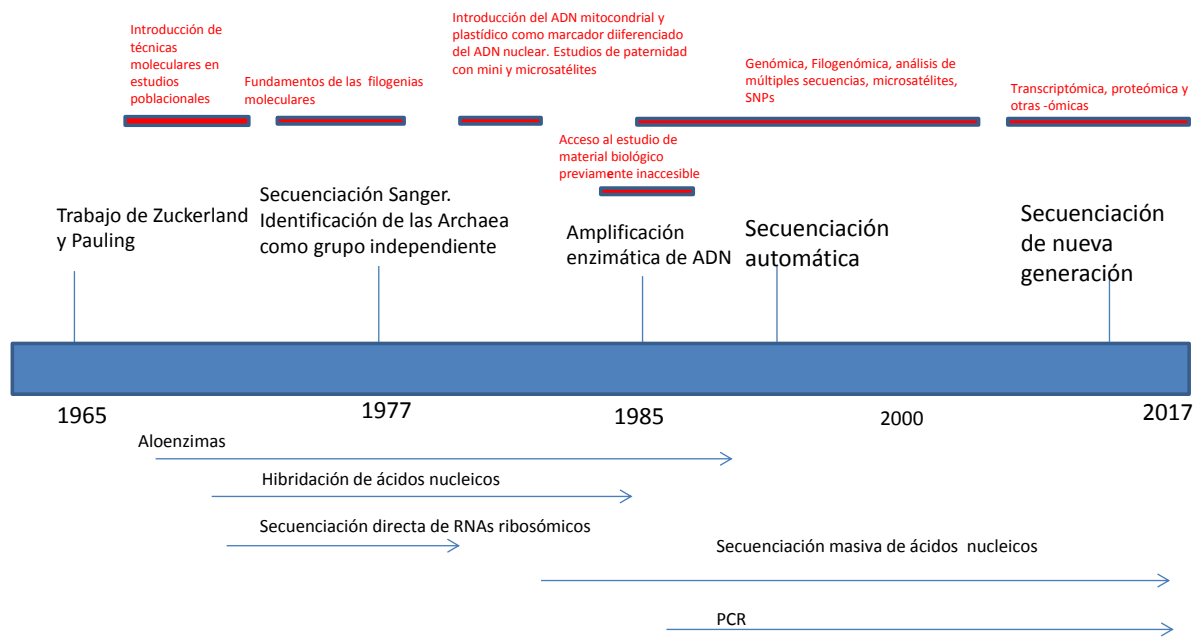 Introducción de
técnicas
moleculares en
estudios
poblacionales
Fundamentos de las filogenias
moleculares
Introducción del ADN mitocondrial y
plastídico como marcador diiferenciado
del ADN nuclear. Estudios de paternidad
con mini y microsatélites
Genómica, Filogenómica, análisis de
múltiples secuencias, microsatélites,
SNPs
Transcriptómica, proteómica y
otras -ómicas
Acceso al estudio de
material biológico
previamente inaccesible
Trabajo de Zuckerland
y Pauling
Secuenciación Sanger.
Identificación de las Archaea
como grupo independiente
Amplificación
enzimática de ADN
Secuenciación
automática
Secuenciación
de nueva
generación
1965
1977
1985
2000
2017
Aloenzimas
Hibridación de ácidos nucleicos
Secuenciación directa de RNAs ribosómicos
Secuenciación masiva de ácidos nucleicos
PCR